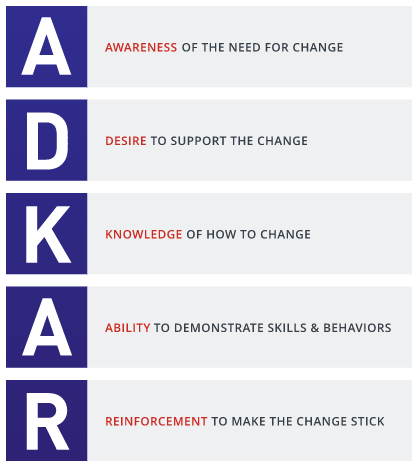 A
AWARENESS OF THE NEED FOR CHANGE
D
DESIRE TO SUPPORT THE CHANGE
K
KNOWLEDGE OF HOW TO CHANGE
A
ABILITY TO DEMONSTRATE SKILLS & BEHAVIORS
R
REINFORCEMENT TO MAKE THE CHANGE STICK